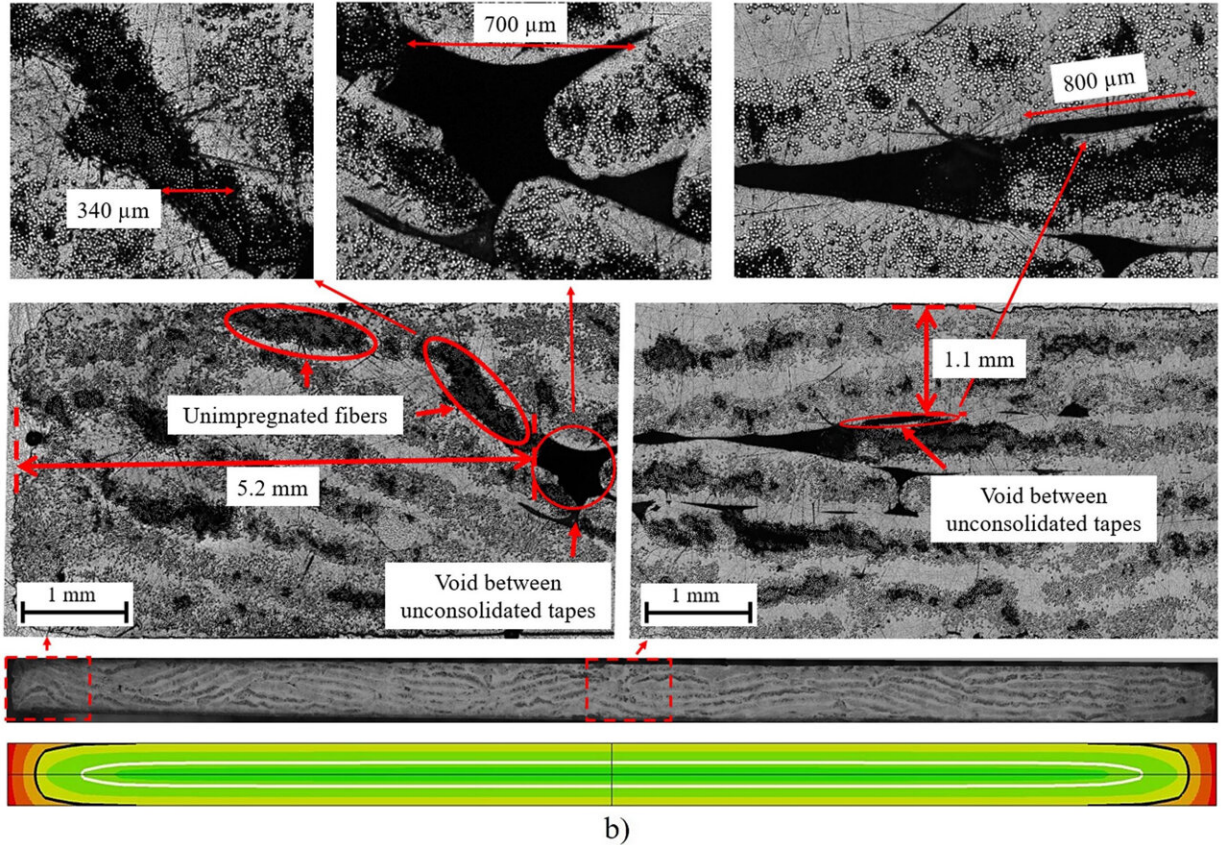 340 µm
700 µm
800 µm
Unimpregnated fibers
5.2 mm
Void between
unconsolidated tapes
1 mm
1.1 mm
Void between
unconsolidated tapes
1 mm
b)